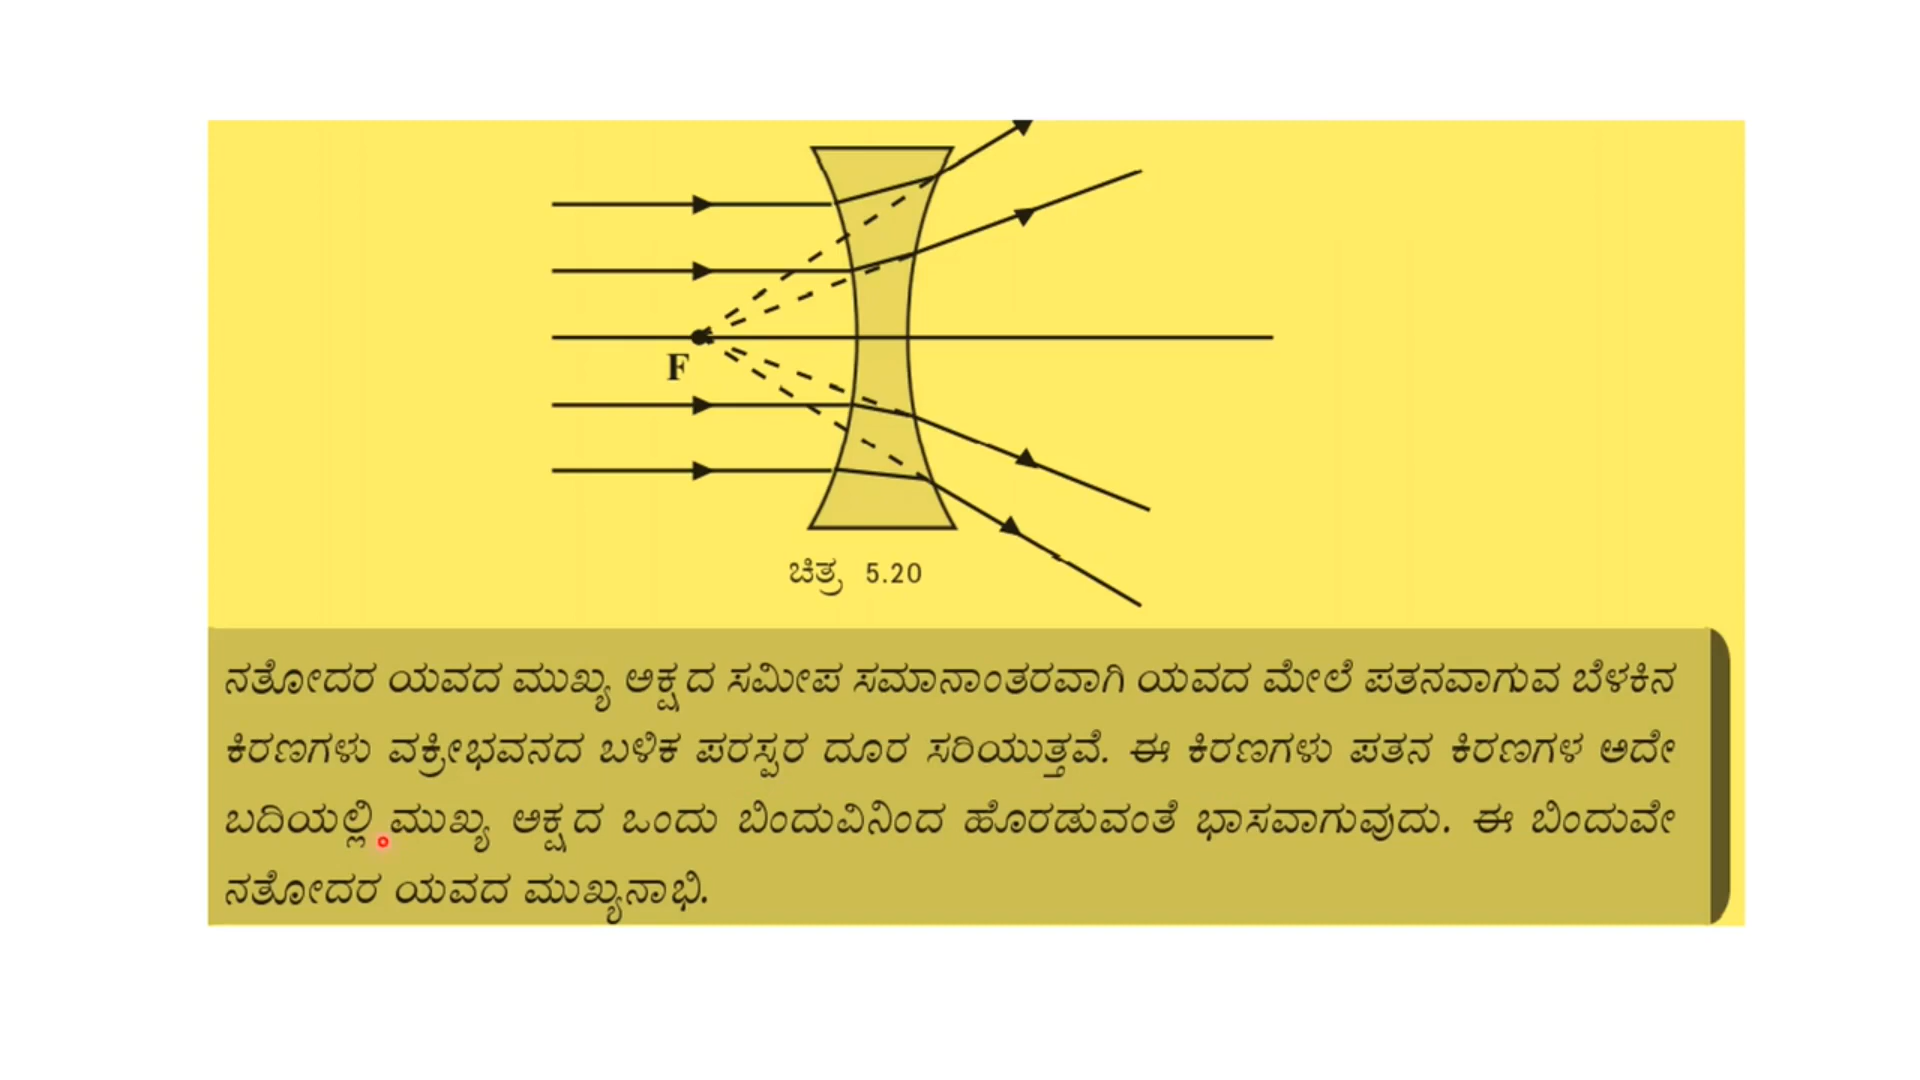 F
ಚಿತ್ರ 5.20
ನತೋದರ ಯವದ ಮುಖ್ಯ ಅಕ್ಷದ ಸಮೀಪ ಸಮಾನಾಂತರವಾಗಿ ಯವದ ಮೇಲೆ ಪತನವಾಗುವ ಬೆಳಕಿನ
ಕಿರಣಗಳು ವಕ್ರೀಭವನದ ಬಳಿಕ ಪರಸ್ಪರ ದೂರ ಸರಿಯುತ್ತವೆ. ಈ ಕಿರಣಗಳು ಪತನ ಕಿರಣಗಳ ಅದೇ
ಬದಿಯಲ್ಲಿ ಮುಖ್ಯ ಅಕ್ಷದ ಒಂದು ಬಿಂದುವಿನಿಂದ ಹೊರಡುವಂತೆ ಭಾಸವಾಗುವುದು. ಈ ಬಿಂದುವೇ
ನತೋದರ ಯವದ ಮುಖ್ಯನಾಭಿ.